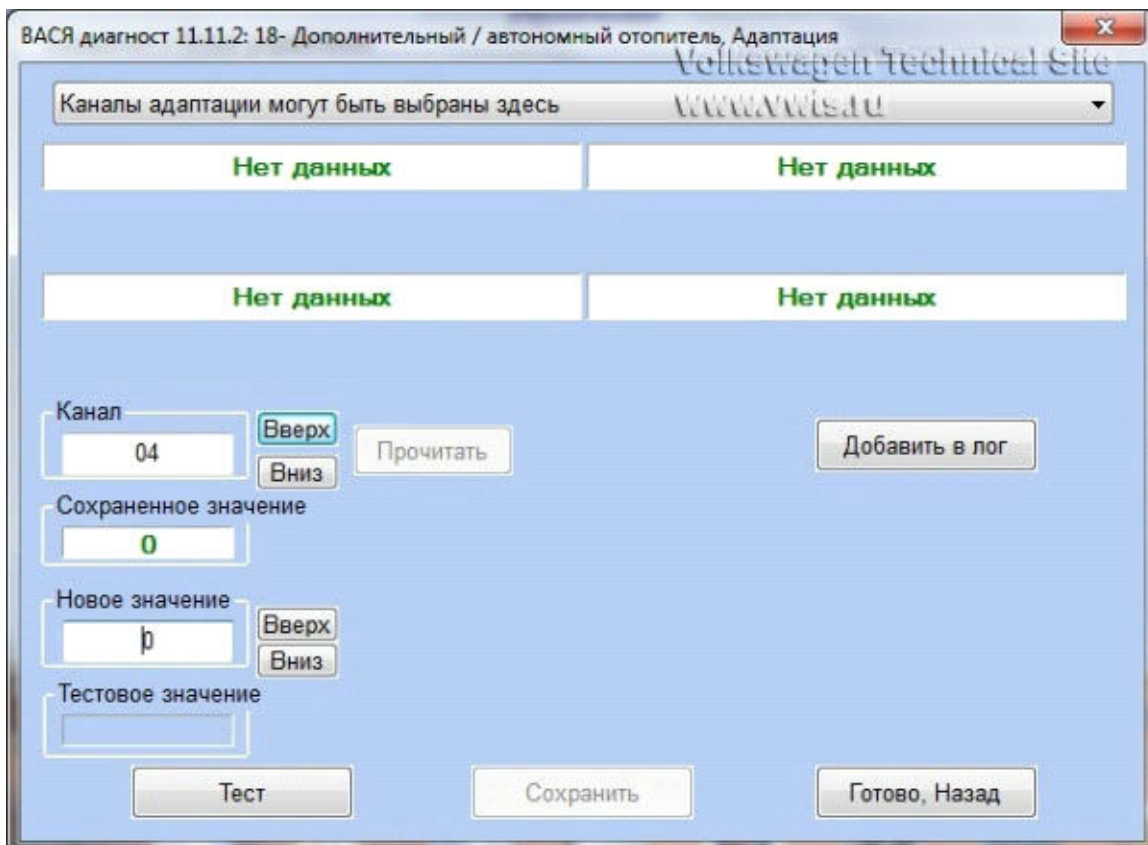 ВАСЯ диагност 11.11.2: 18- Дополнительный / автономный отопитель, Адаптация
Volkswagen Technical Site
Каналы адаптации могут быть выбраны здесь
www.vwts.ru
Нет данных Нет данных
Нет данных Нет данных
Канал
04
Вверх
Вниз
Прочитать
Добавить в лог
Сохраненное значение
0
Новое значение
0
Вверх
Вниз
Тестовое значение
Тест Сохранить Готово, Назад